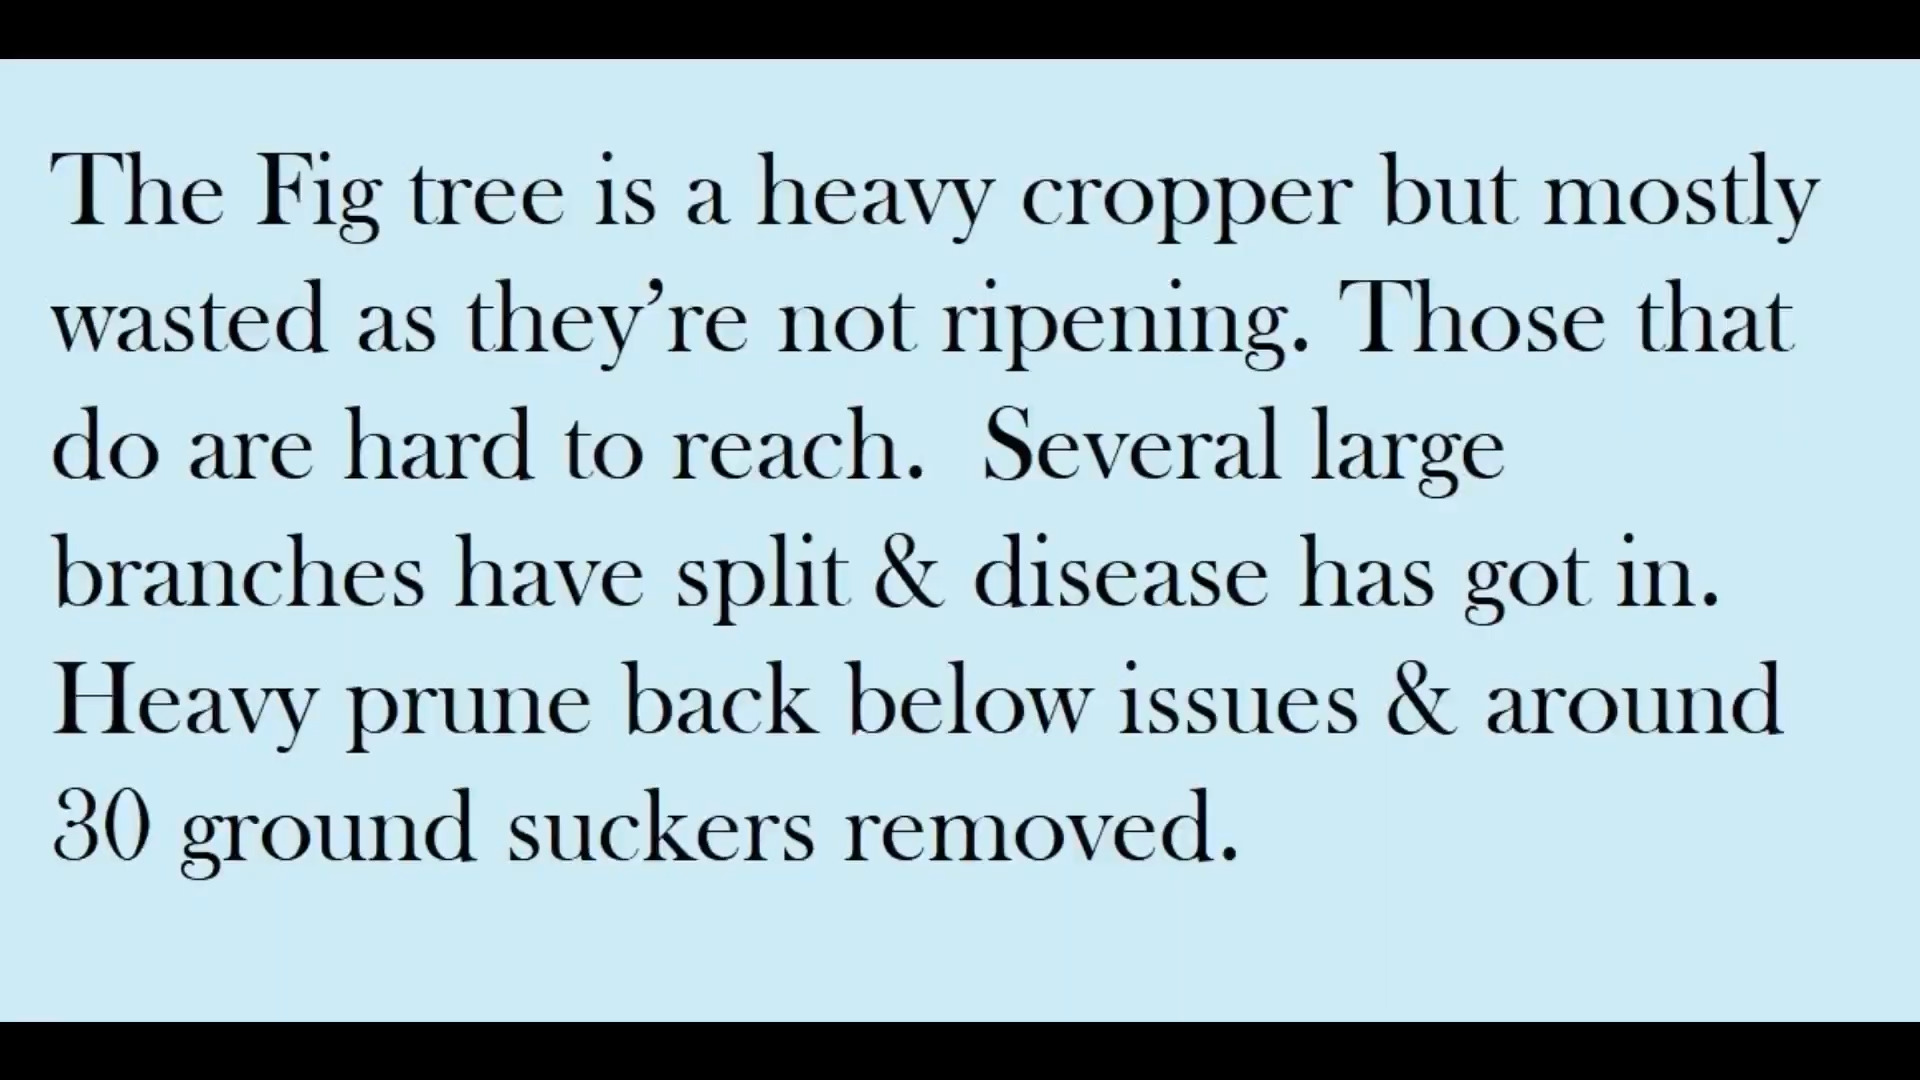 The Fig tree is a heavy cropper but mostly
wasted as they’re not ripening. Those that
do are hard to reach.  Several large
branches have split & disease has got in.
Heavy prune back below issues & around
30 ground suckers removed.